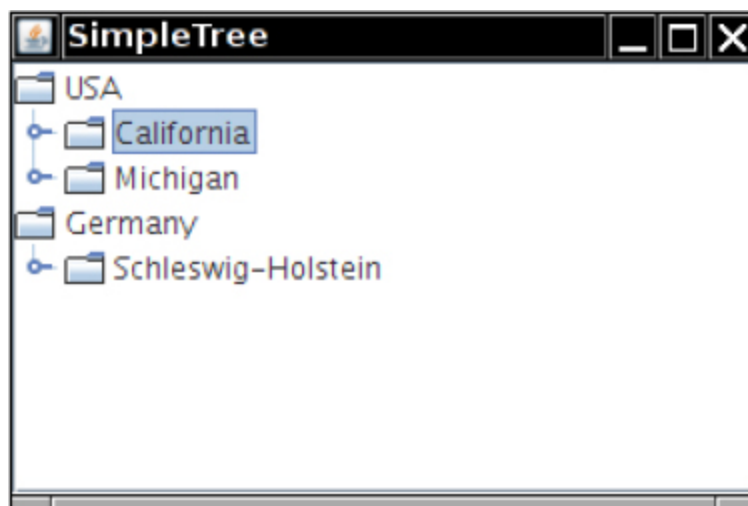 SimpleTree
USA
California
Michigan
Germany
Schleswig-Holstein